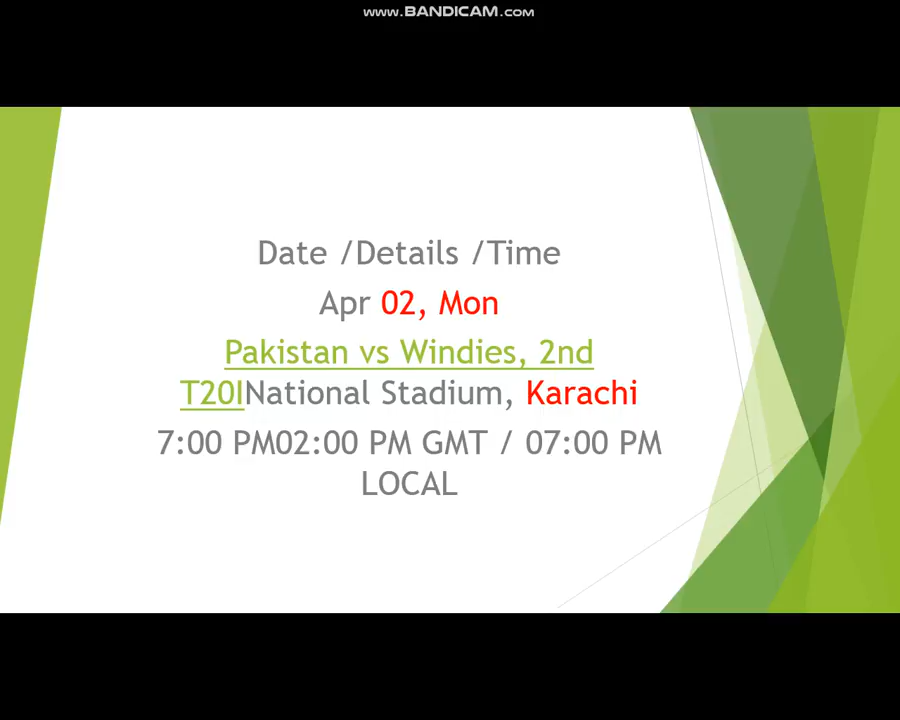 www.BANDICAM.com
Date /Details /Time
Apr 02, Mon
Pakistan vs Windies, 2nd
T20INational Stadium, Karachi
7:00 PM02:00 PM GMT / 07:00 PM
LOCAL